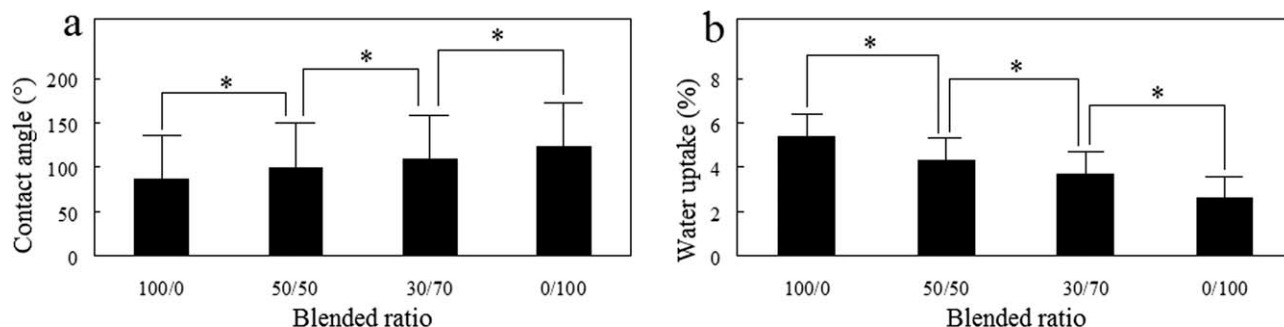 a
Contact angle (°)
200
150
100
50
0
* * *
100/0 50/50 30/70 0/100
Blended ratio
b
Water uptake (%)
8
6
4
2
0
* * *
100/0 50/50 30/70 0/100
Blended ratio